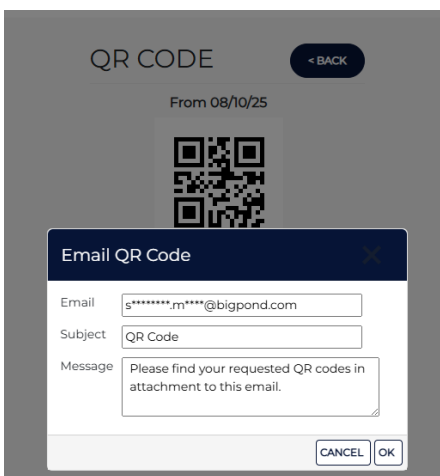 QR CODE
< BACK
From 08/10/25
Email QR Code
Email
s********.m****@bigpond.com
Subject
QR Code
Message
Please find your requested QR codes in
attachment to this email.
CANCEL
OK